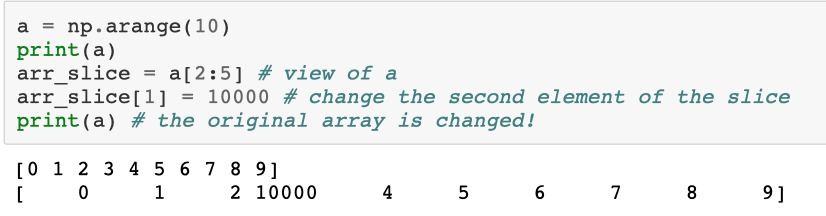 a = np.arange(10)
print(a)
arr_slice = a[2:5] # view of a
arr_slice[1] = 10000 # change the second element of the slice
print(a) # the original array is changed!
[0 1 2 3 4 5 6 7 8 9]
[    0     1     2 10000     4     5     6     7     8     9]